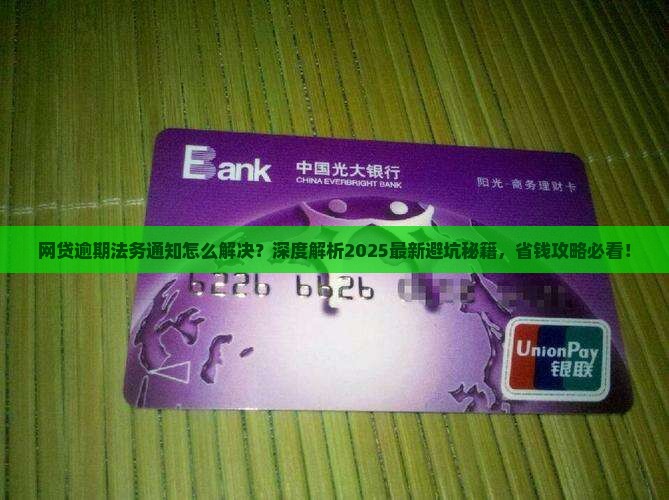 Bank
中国光大银行
CHINA EVERBRIGHT BANK
阳光·商务理财卡
网贷逾期法务通知怎么解决？深度解析2025最新避坑秘籍，省钱攻略必看！
6226 6626
UnionPay
银联